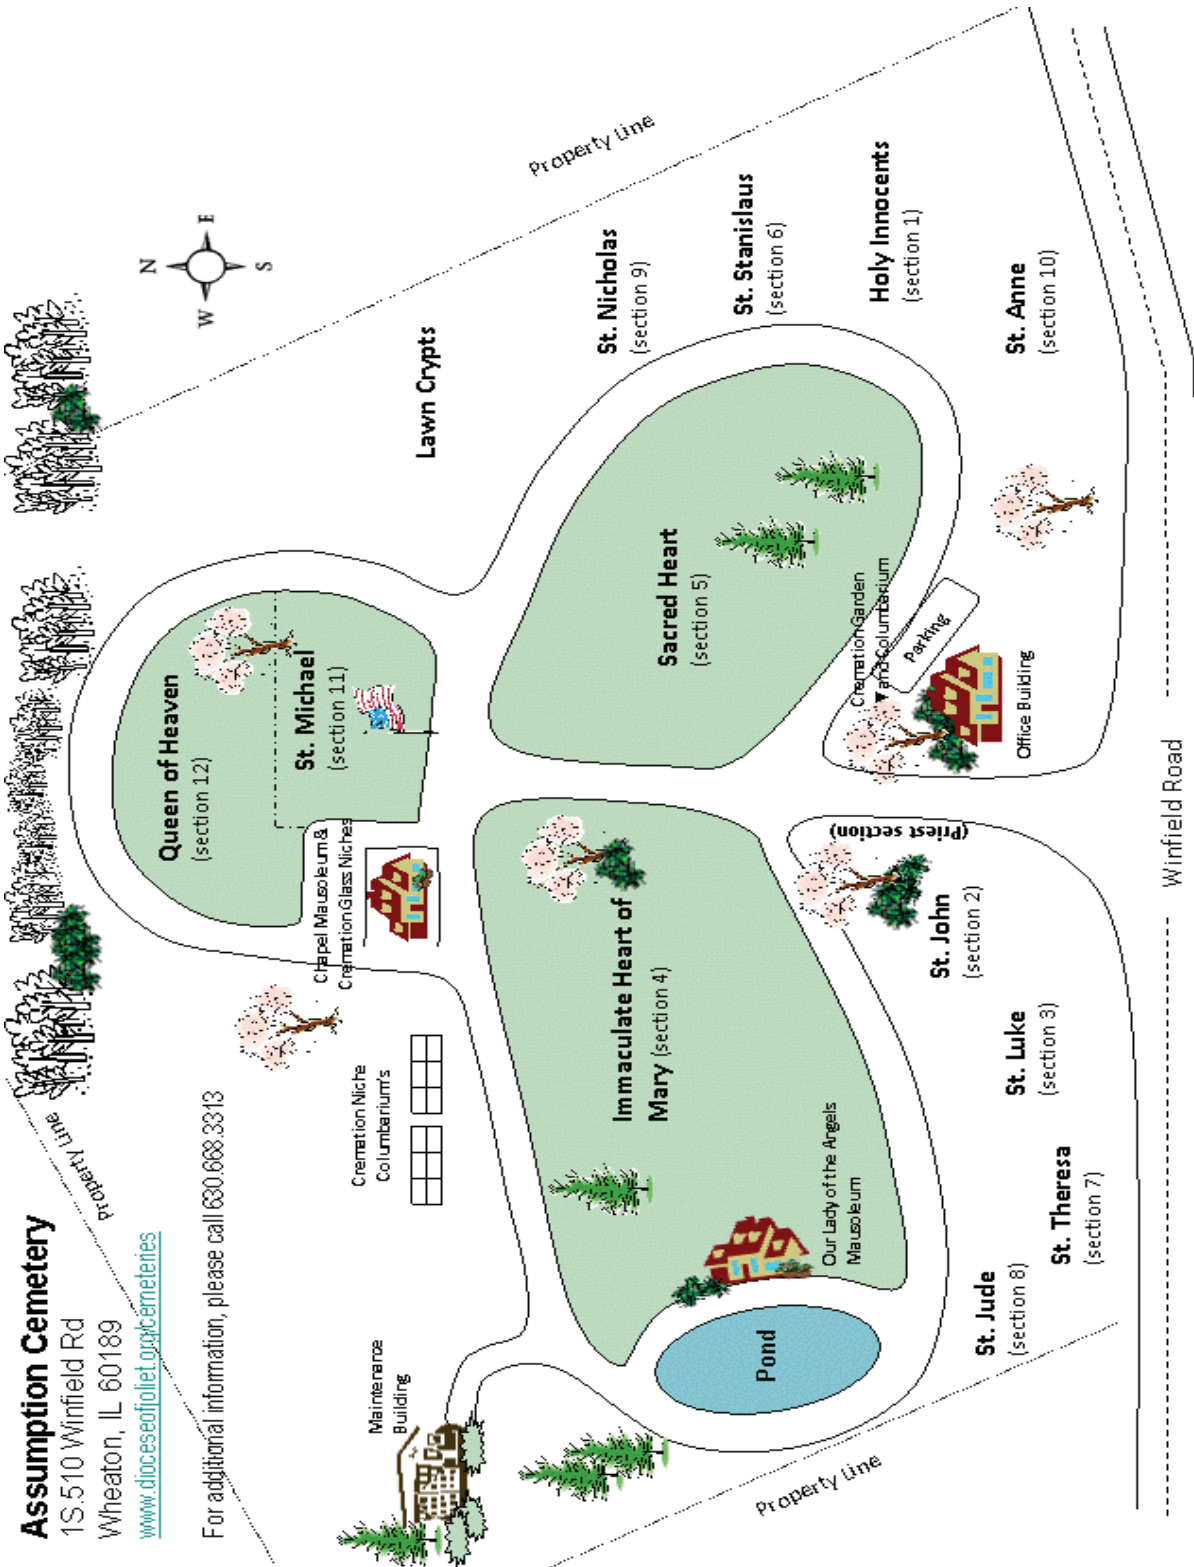 Assumption Cemetery
1S.510 Winfield Rd
Wheaton, IL 60189
www.dioceseofjoliet.org/cemeteries
For additional information, please call 630.668.3313
Property Line
N
W
E
S
Property Line
Queen of Heaven
(section 12)
St. Michael
(section 11)
Lawn Crypts
Chapel Mausoleum &
Cremation Glass Niches
Cremation Niche
Columbarium's
Maintenance
Building
St. Nicholas
(section 9)
St. Stanislaus
(section 6)
Holy Innocents
(section 1)
St. Anne
(section 10)
Sacred Heart
(section 5)
Cremation Garden
and Columbarium
Parking
Office Building
Immaculate Heart of
Mary (section 4)
Our Lady of the Angels
Mausoleum
Pond
(Priest section)
St. John
(section 2)
St. Luke
(section 3)
St. Theresa
(section 7)
St. Jude
(section 8)
Property Line
Winfield Road